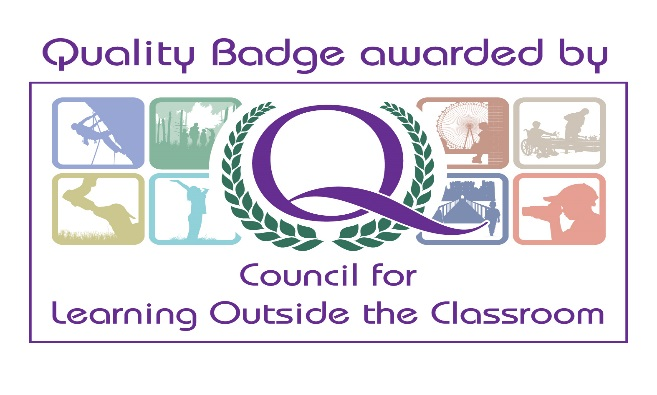 Quality Badge awarded by
Q
Council for
Learning Outside the Classroom